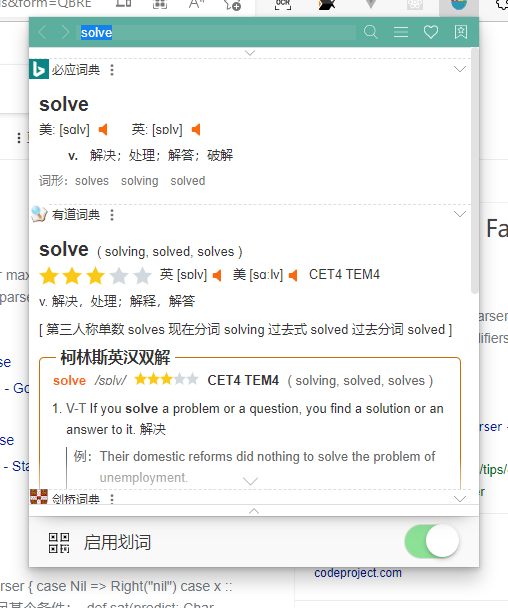 s&form=QBRE
solve
必应词典
solve
美: [sɑlv] 英: [sɒlv]
v. 解决；处理；解答；破解
词形： solves solving solved
有道词典
solve ( solving, solved, solves )
英 [sɒlv] 美 [sɑːlv] CET4 TEM4
v. 解决，处理；解释，解答
[ 第三人称单数 solves 现在分词 solving 过去式 solved 过去分词 solved ]
柯林斯英汉双解
solve /sɒlv/ CET4 TEM4 ( solving, solved, solves )
1. V-T If you solve a problem or a question, you find a solution or an
answer to it. 解决
例： Their domestic reforms did nothing to solve the problem of
unemployment.
剑桥词典
启用划词
r max
parse
se
- Go
se
- Sta
Fa
arser
difiers
rser -
/tips/
er
rser { case Nil => Right("nil") case x ::
def sat(predict: Char
codeproject.com